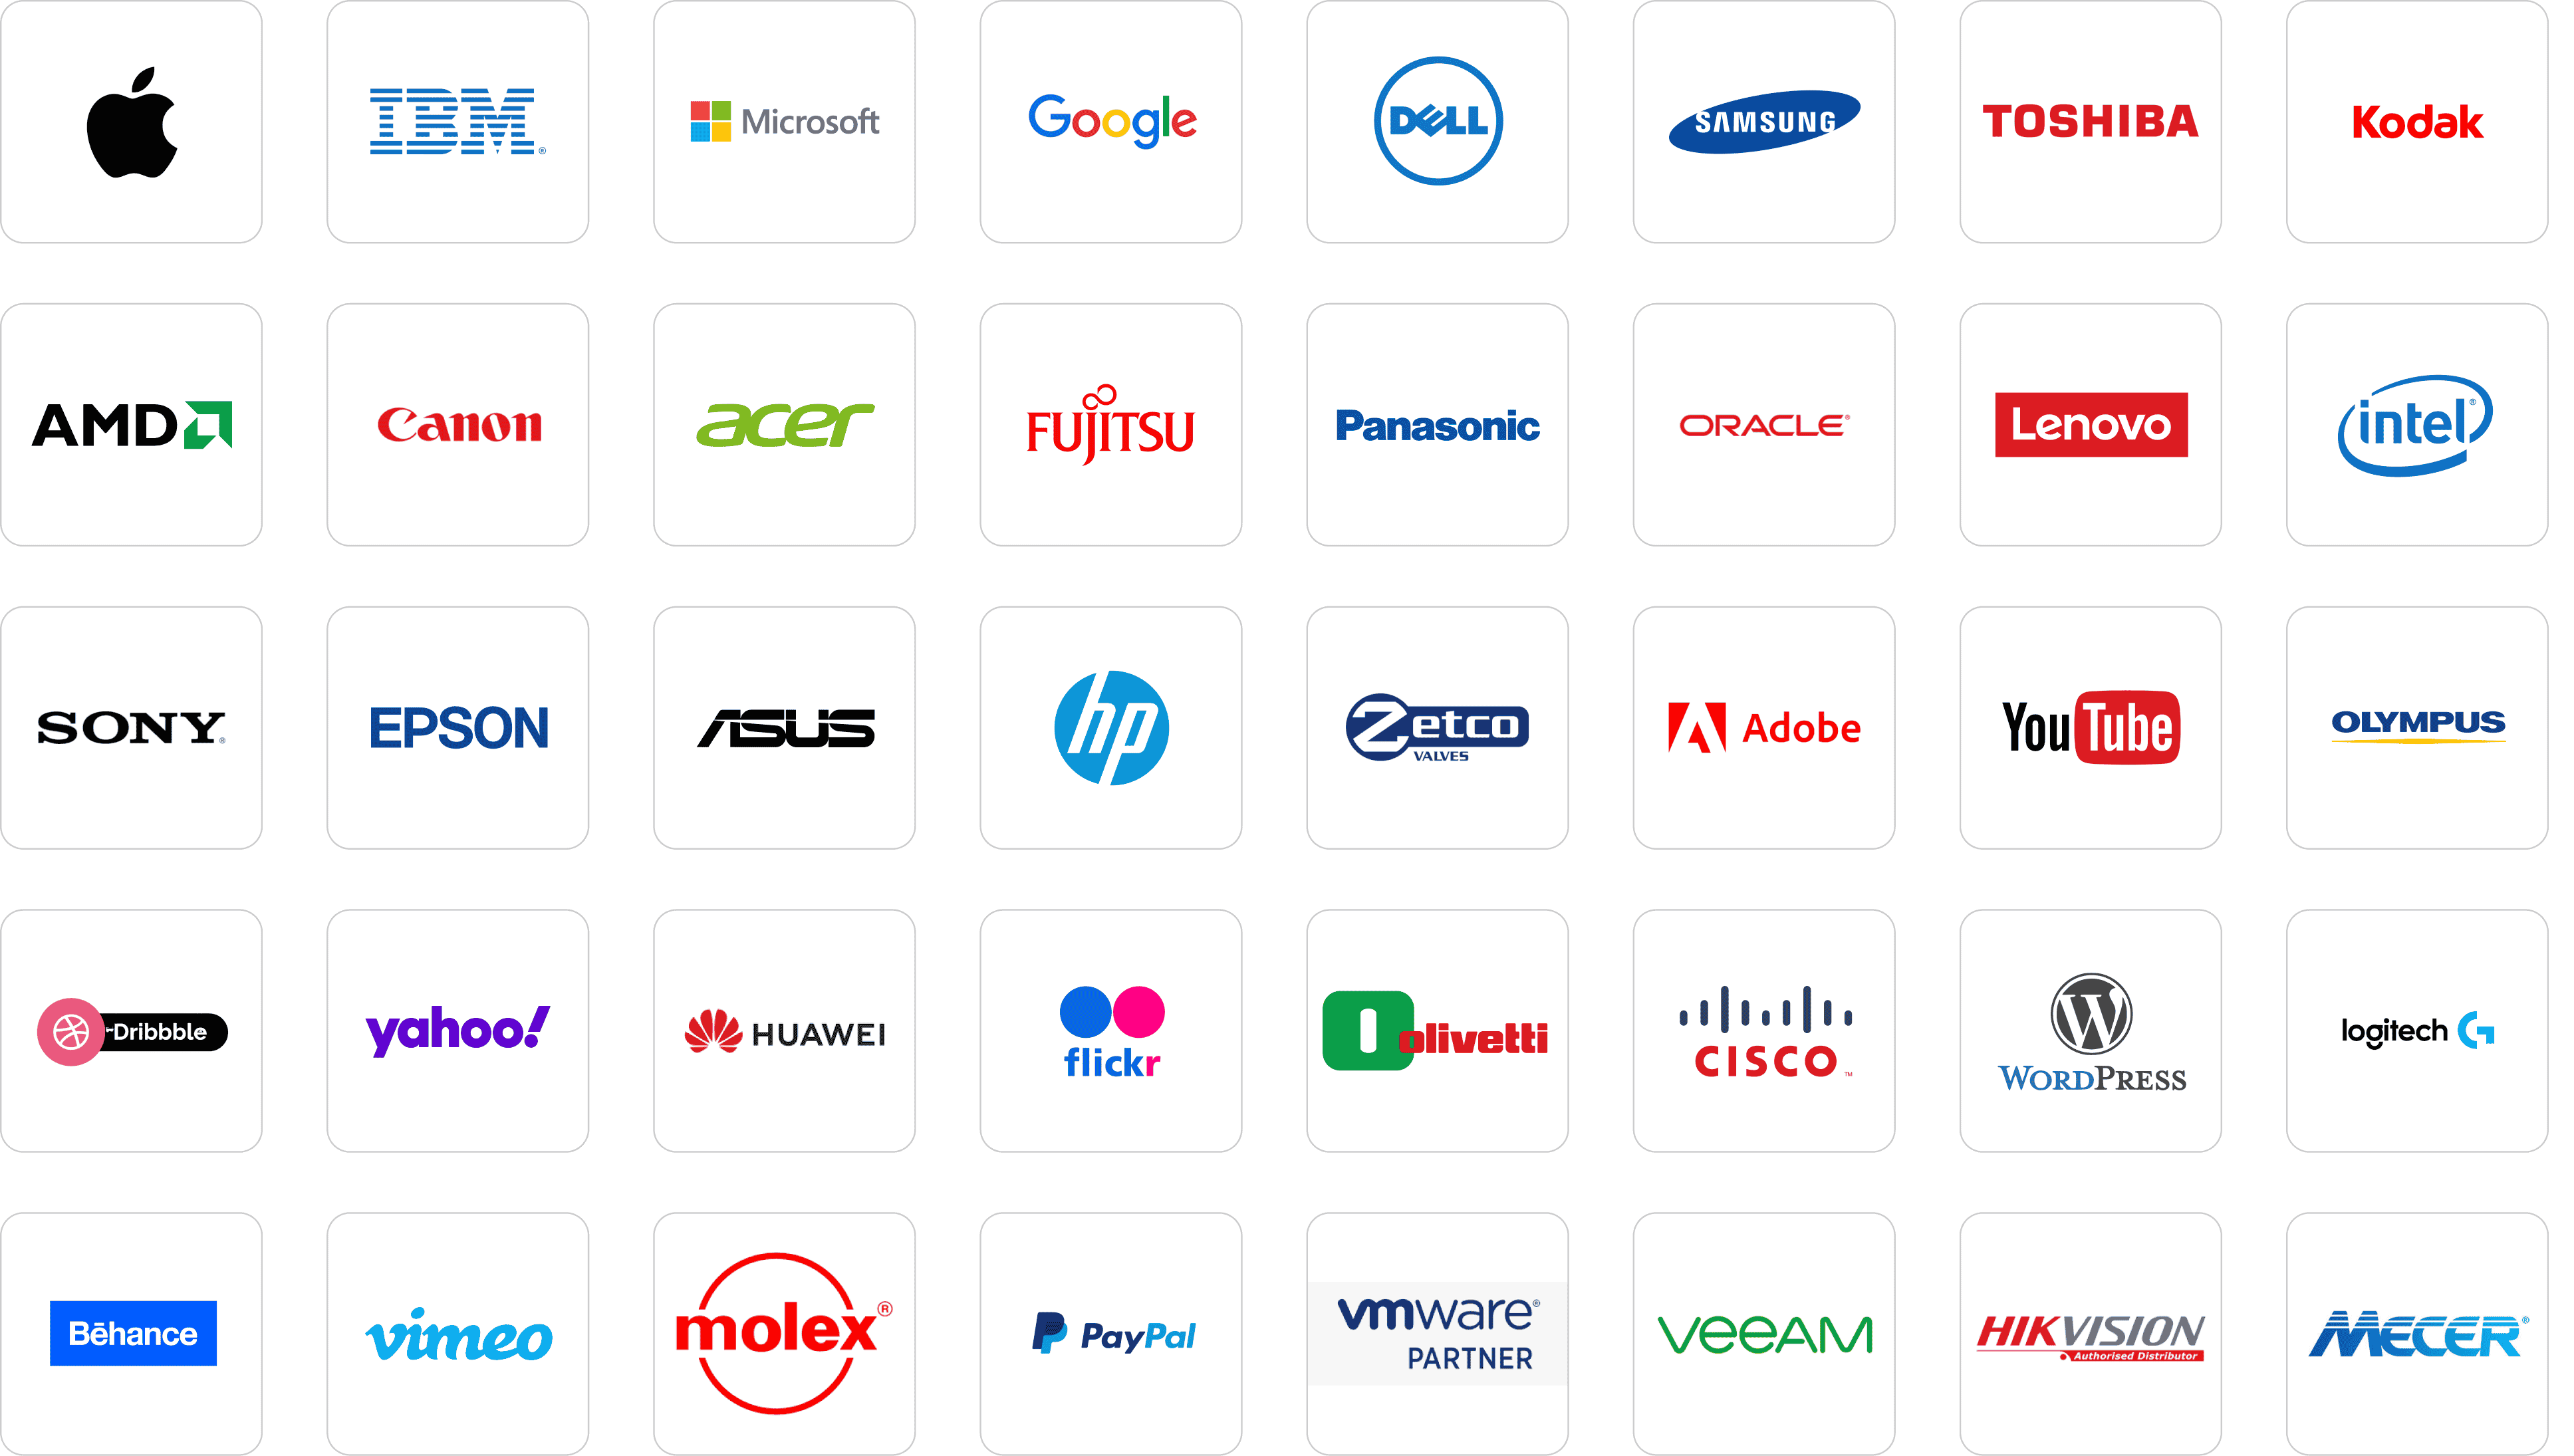 IBM®
Microsoft
Google
DELL
SAMSUNG
TOSHIBA
Kodak
AMD
Canon
acer
FUJITSU
Panasonic
ORACLE®
Lenovo
intel®
SONY®
EPSON
ASUS
hp
Zetco
VALVES
Adobe
YouTube
OLYMPUS
Dribbble
yahoo!
HUAWEI
flickr
olivetti
CISCO™
W
WORDPRESS
logitech G
Bēhance
vimeo
molex®
PayPal
vmware®
PARTNER
veeAM
HIKVISION
Authorised Distributor
MECER®